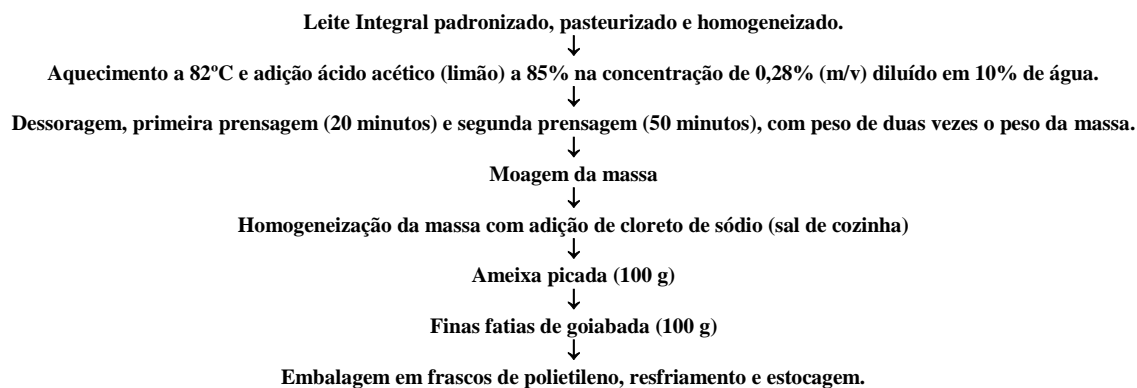 Leite Integral padronizado, pasteurizado e homogeneizado.
↓
Aquecimento a 82ºC e adição ácido acético (limão) a 85% na concentração de 0,28% (m/v) diluído em 10% de água.
↓
Dessoragem, primeira prensagem (20 minutos) e segunda prensagem (50 minutos), com peso de duas vezes o peso da massa.
↓
Moagem da massa
↓
Homogeneização da massa com adição de cloreto de sódio (sal de cozinha)
↓
Ameixa picada (100 g)
↓
Finas fatias de goiabada (100 g)
↓
Embalagem em frascos de polietileno, resfriamento e estocagem.